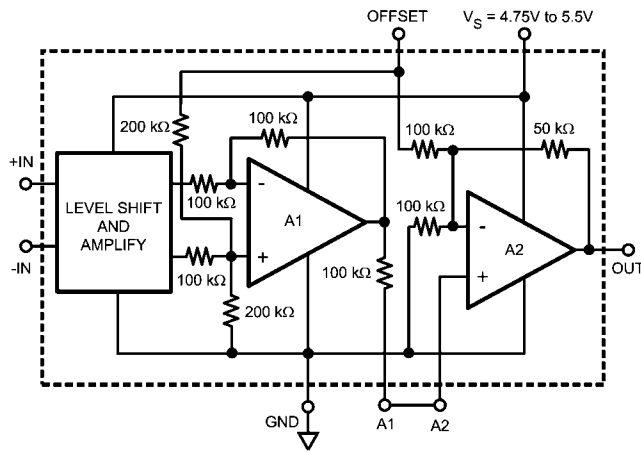 OFFSET
V_S = 4.75V to 5.5V
200 kΩ
100 kΩ
100 kΩ
50 kΩ
+IN
-IN
LEVEL SHIFT
AND
AMPLIFY
100 kΩ
-
A1
+
100 kΩ
200 kΩ
100 kΩ
100 kΩ
-
A2
+
OUT
GND
A1
A2